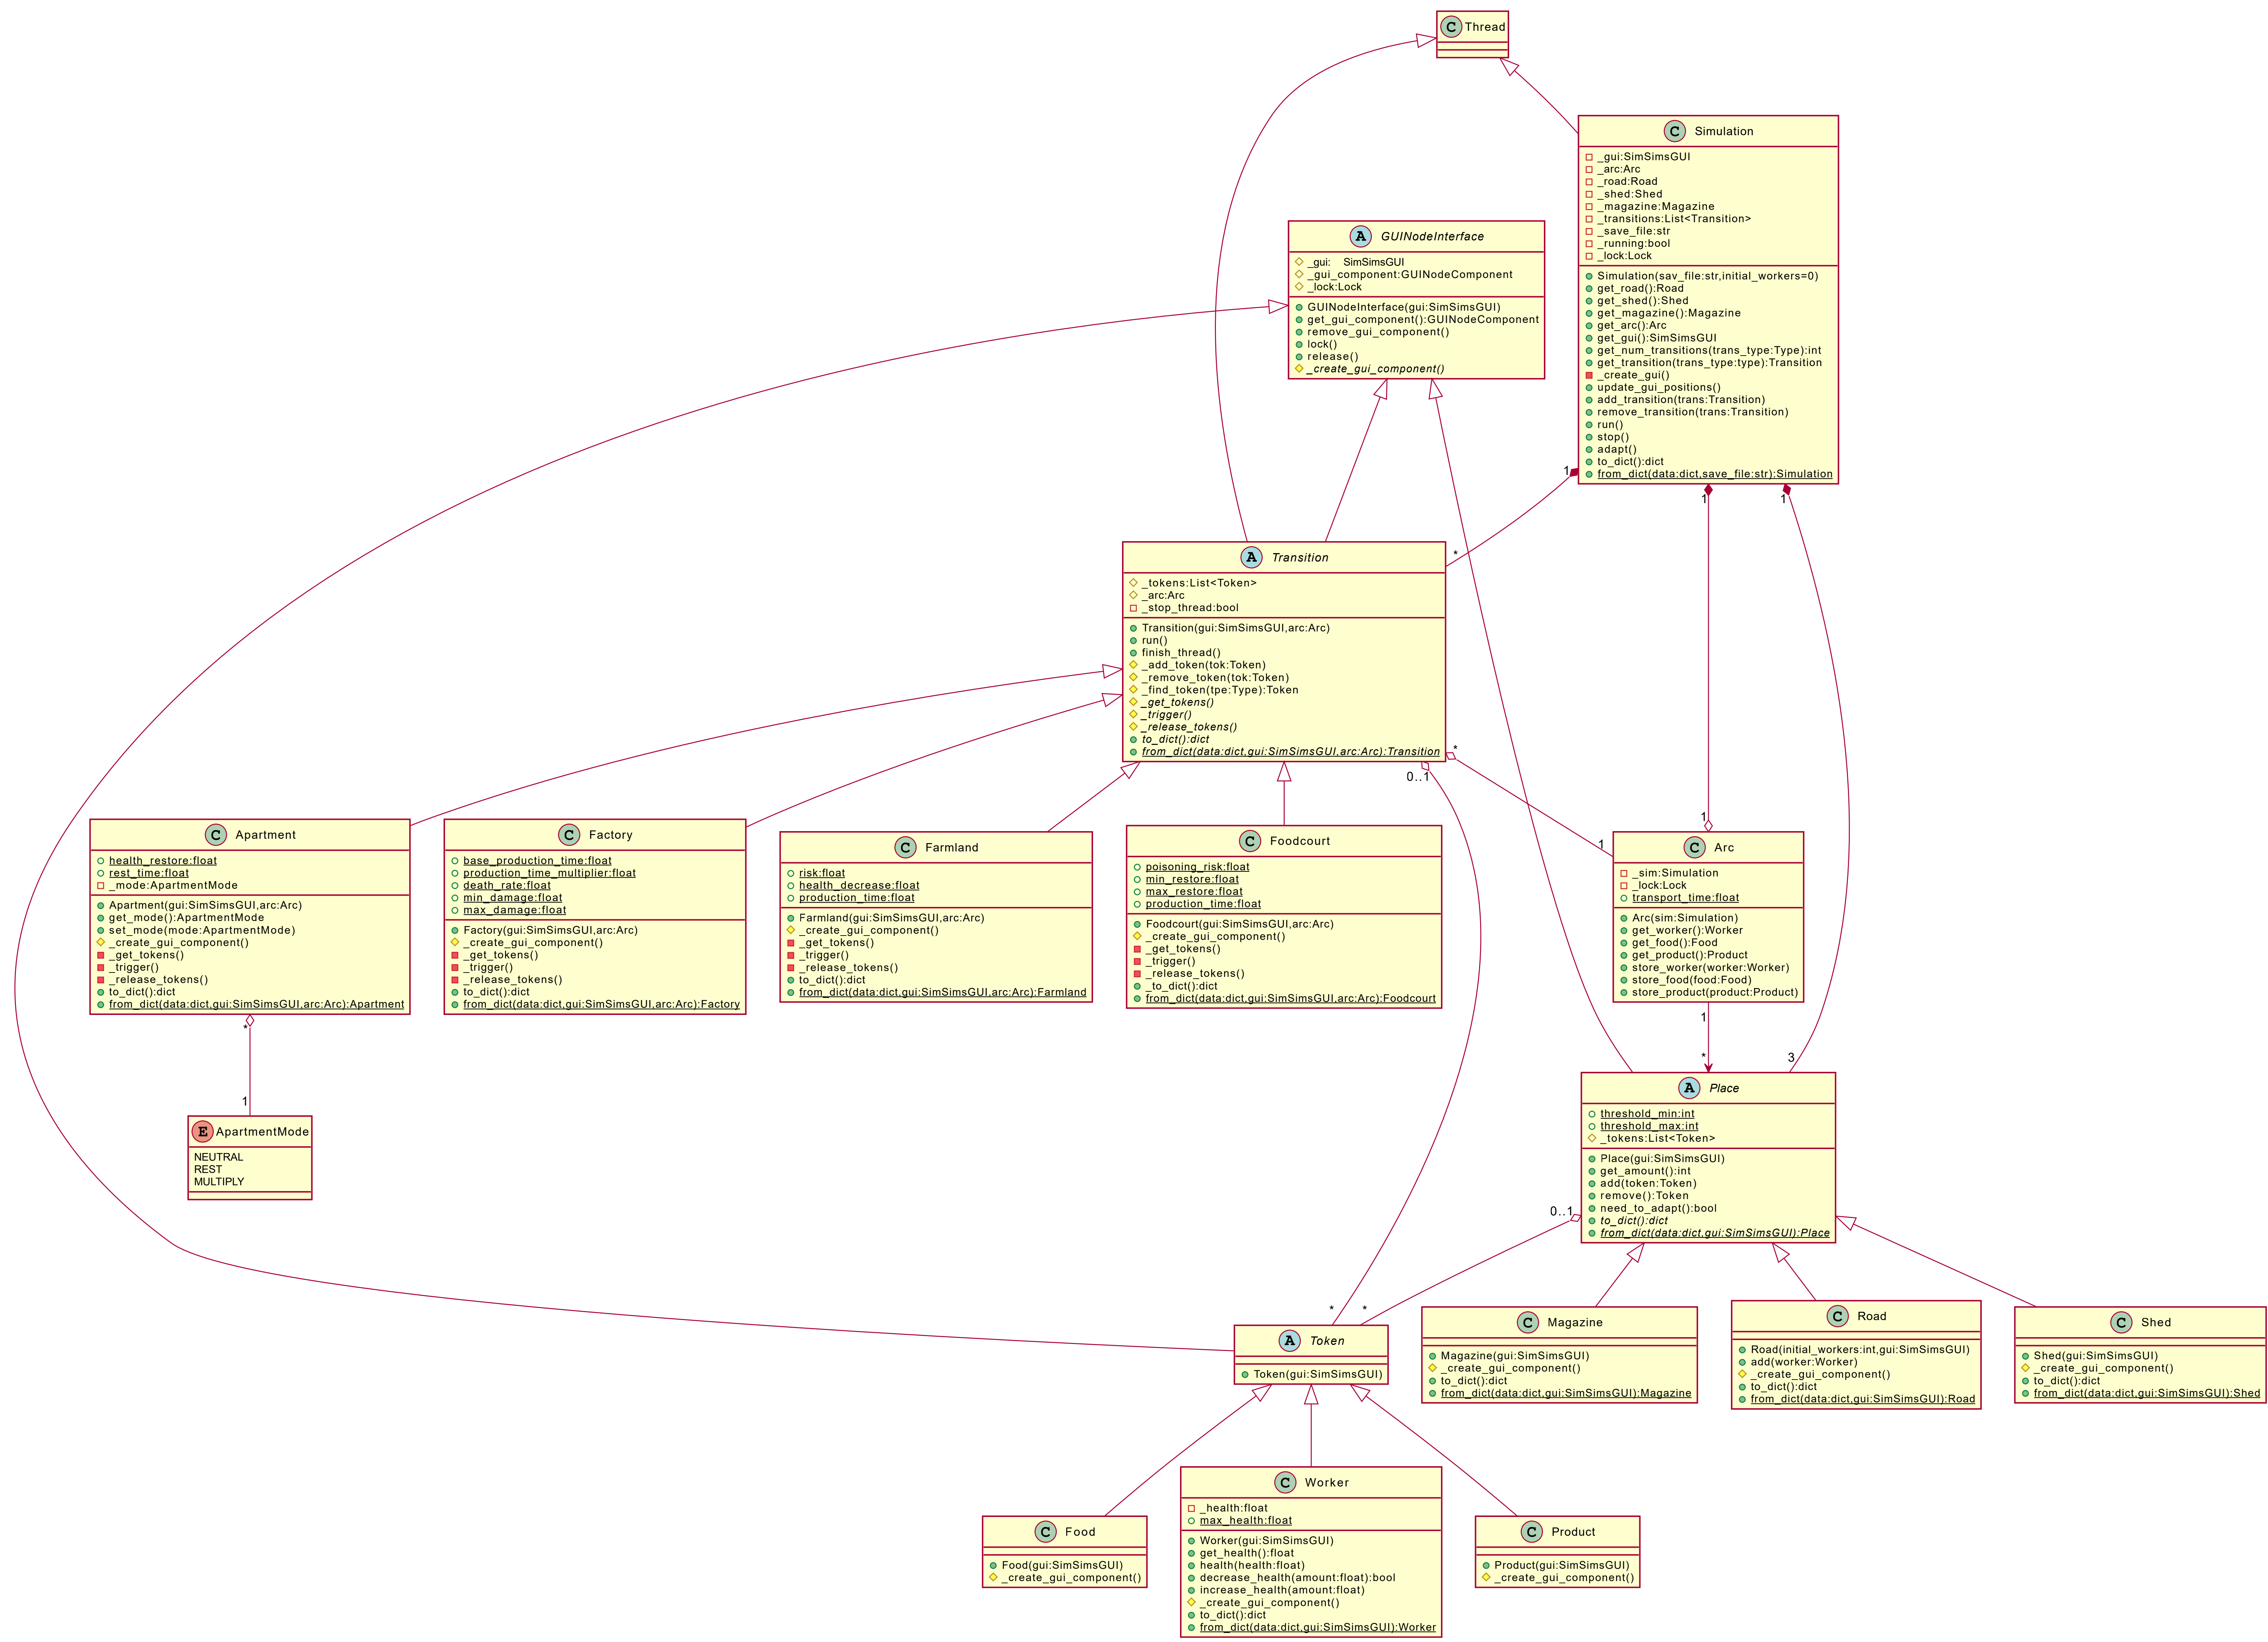 C Thread
C Simulation
_gui:SimSimsGUI
_arc:Arc
_road:Road
_shed:Shed
_magazine:Magazine
_transitions:List<Transition>
_save_file:str
_running:bool
_lock:Lock
Simulation(sav_file:str,initial_workers=0)
get_road():Road
get_shed():Shed
get_magazine():Magazine
get_arc():Arc
get_gui():SimSimsGUI
get_num_transitions(trans_type:Type):int
get_transition(trans_type:type):Transition
_create_gui()
update_gui_positions()
add_transition(trans:Transition)
remove_transition(trans:Transition)
run()
stop()
adapt()
to_dict():dict
from_dict(data:dict,save_file:str):Simulation
A GUINodeInterface
_gui: SimSimsGUI
_gui_component:GUINodeComponent
_lock:Lock
GUINodeInterface(gui:SimSimsGUI)
get_gui_component():GUINodeComponent
remove_gui_component()
lock()
release()
_create_gui_component()
1
1
1
*
A Transition
_tokens:List<Token>
_arc:Arc
_stop_thread:bool
Transition(gui:SimSimsGUI,arc:Arc)
run()
finish_thread()
_add_token(tok:Token)
_remove_token(tok:Token)
_find_token(tpe:Type):Token
_get_tokens()
_trigger()
_release_tokens()
to_dict():dict
from_dict(data:dict,gui:SimSimsGUI,arc:Arc):Transition
*
0..1
1
1
C Apartment
health_restore:float
rest_time:float
_mode:ApartmentMode
Apartment(gui:SimSimsGUI,arc:Arc)
get_mode():ApartmentMode
set_mode(mode:ApartmentMode)
_create_gui_component()
_get_tokens()
_trigger()
_release_tokens()
to_dict():dict
from_dict(data:dict,gui:SimSimsGUI,arc:Arc):Apartment
C Factory
base_production_time:float
production_time_multiplier:float
death_rate:float
min_damage:float
max_damage:float
Factory(gui:SimSimsGUI,arc:Arc)
_create_gui_component()
_get_tokens()
_trigger()
_release_tokens()
to_dict():dict
from_dict(data:dict,gui:SimSimsGUI,arc:Arc):Factory
C Farmland
risk:float
health_decrease:float
production_time:float
Farmland(gui:SimSimsGUI,arc:Arc)
_create_gui_component()
_get_tokens()
_trigger()
_release_tokens()
to_dict():dict
from_dict(data:dict,gui:SimSimsGUI,arc:Arc):Farmland
C Foodcourt
poisoning_risk:float
min_restore:float
max_restore:float
production_time:float
Foodcourt(gui:SimSimsGUI,arc:Arc)
_create_gui_component()
_get_tokens()
_trigger()
_release_tokens()
_to_dict():dict
from_dict(data:dict,gui:SimSimsGUI,arc:Arc):Foodcourt
C Arc
_sim:Simulation
_lock:Lock
transport_time:float
Arc(sim:Simulation)
get_worker():Worker
get_food():Food
get_product():Product
store_worker(worker:Worker)
store_food(food:Food)
store_product(product:Product)
*
1
1
*
3
E ApartmentMode
NEUTRAL
REST
MULTIPLY
A Place
threshold_min:int
threshold_max:int
_tokens:List<Token>
Place(gui:SimSimsGUI)
get_amount():int
add(token:Token)
remove():Token
need_to_adapt():bool
to_dict():dict
from_dict(data:dict,gui:SimSimsGUI):Place
0..1
*
*
A Token
Token(gui:SimSimsGUI)
C Magazine
Magazine(gui:SimSimsGUI)
_create_gui_component()
to_dict():dict
from_dict(data:dict,gui:SimSimsGUI):Magazine
C Road
Road(initial_workers:int,gui:SimSimsGUI)
add(worker:Worker)
_create_gui_component()
to_dict():dict
from_dict(data:dict,gui:SimSimsGUI):Road
C Shed
Shed(gui:SimSimsGUI)
_create_gui_component()
to_dict():dict
from_dict(data:dict,gui:SimSimsGUI):Shed
C Food
Food(gui:SimSimsGUI)
_create_gui_component()
C Worker
_health:float
max_health:float
Worker(gui:SimSimsGUI)
get_health():float
health(health:float)
decrease_health(amount:float):bool
increase_health(amount:float)
_create_gui_component()
to_dict():dict
from_dict(data:dict,gui:SimSimsGUI):Worker
C Product
Product(gui:SimSimsGUI)
_create_gui_component()